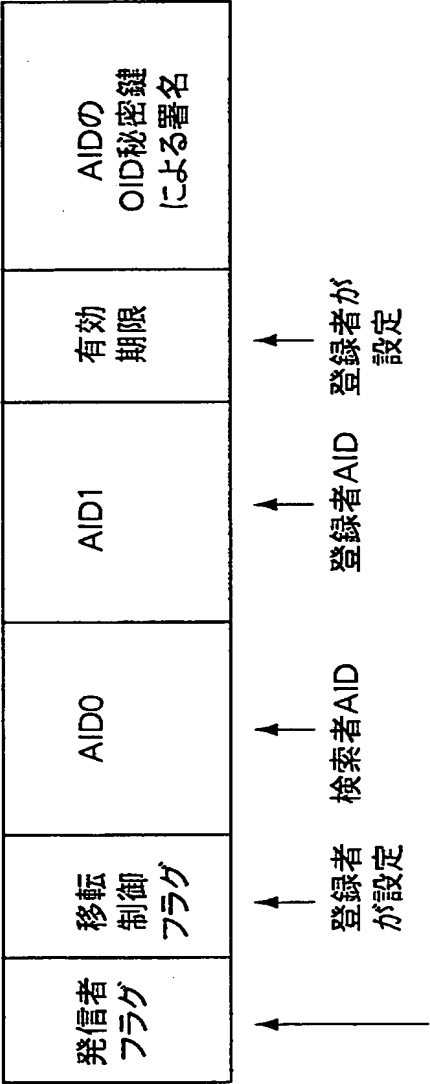 発信者
フラグ
移転
制御
フラグ
AID0
AID1
有効
期限
AIDの
OID秘密鍵
による署名
登録者
が設定
検索者AID
登録者AID
登録者が
設定